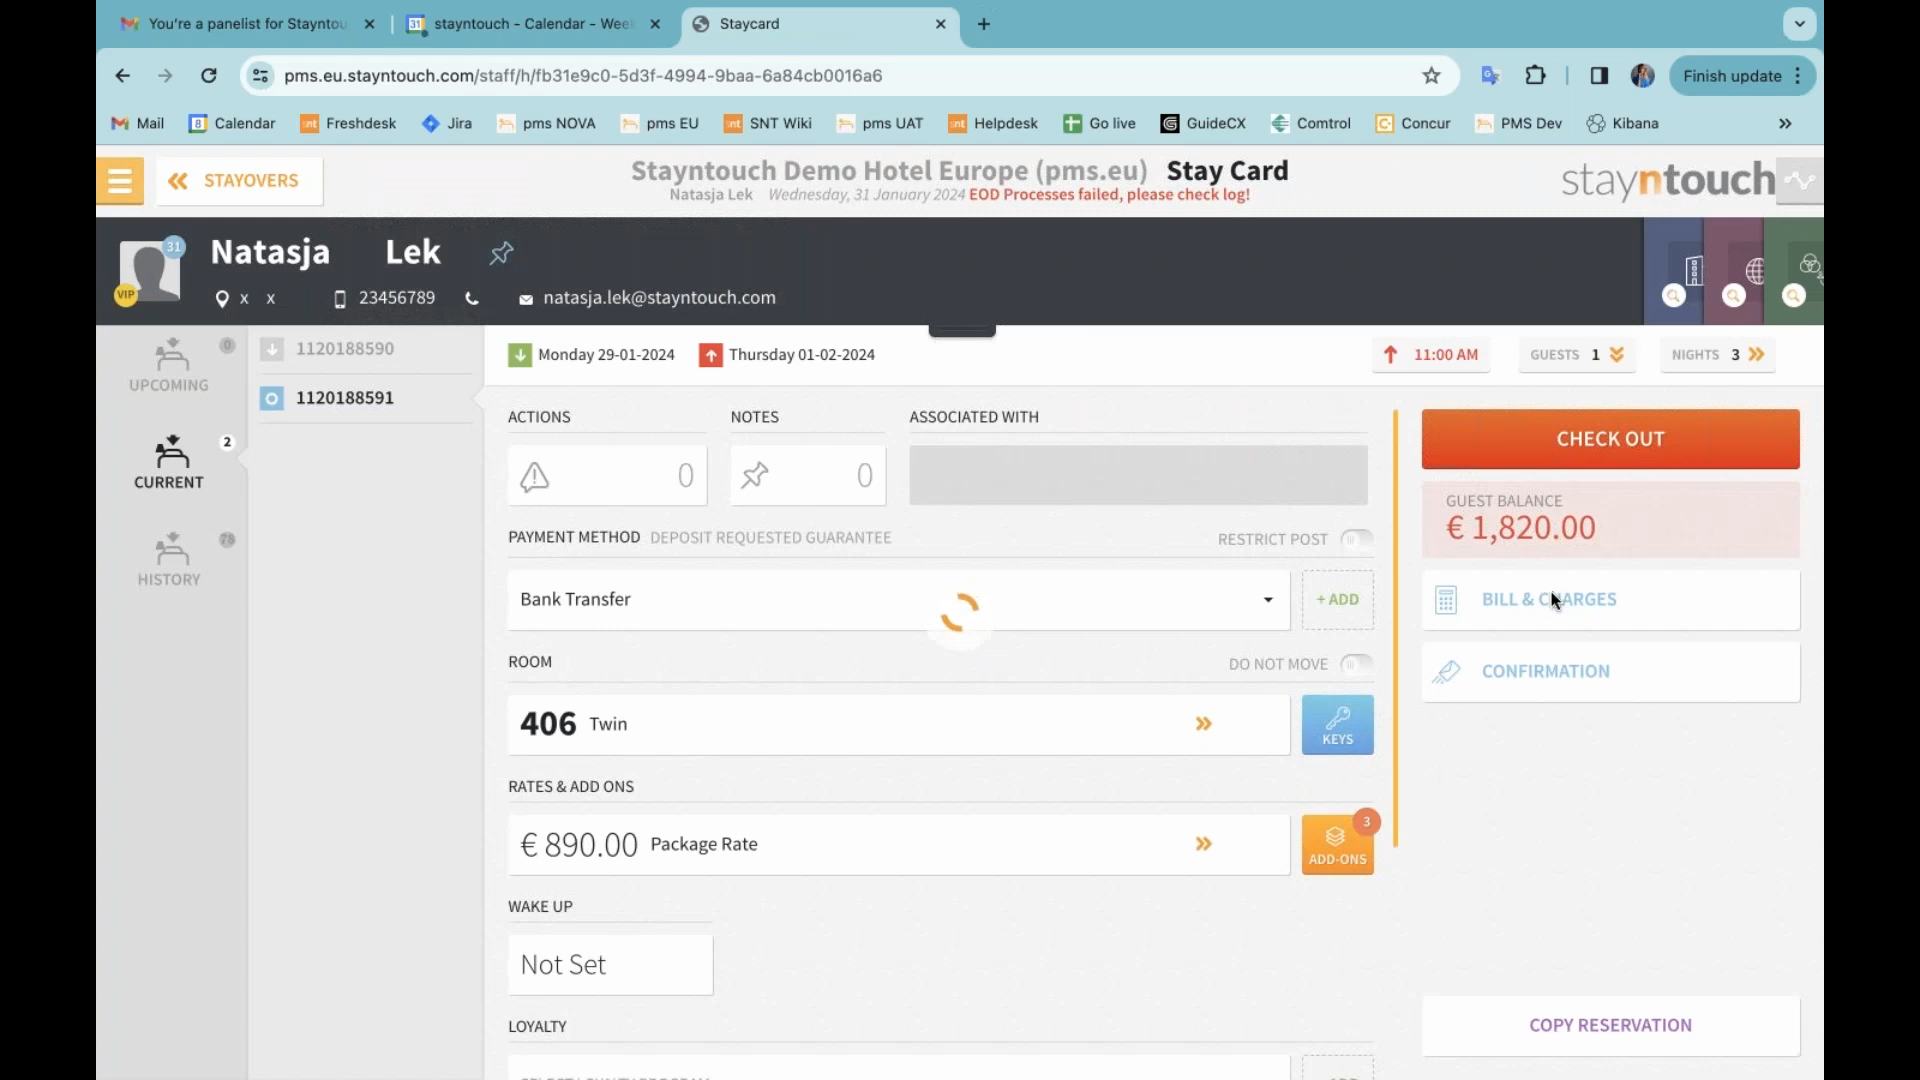 You're a panelist for Stayntou
31 stayntouch - Calendar - Week
Staycard
pms.eu.stayntouch.com/staff/h/fb31e9c0-5d3f-4994-9baa-6a84cb0016a6
Finish update
Mail
8 Calendar
snt Freshdesk
Jira
pms NOVA
pms EU
snt SNT Wiki
pms UAT
snt Helpdesk
Go live
GuideCX
Comtrol
Concur
PMS Dev
Kibana
STAYOVERS
Stayntouch Demo Hotel Europe (pms.eu) Stay Card
Natasja Lek Wednesday, 31 January 2024 EOD Processes failed, please check log!
stayntouch
31
VIP
Natasja Lek
x x 23456789 natasja.lek@stayntouch.com
0
UPCOMING
2
CURRENT
78
HISTORY
1120188590
1120188591
Monday 29-01-2024 Thursday 01-02-2024
11:00 AM
GUESTS 1
NIGHTS 3
ACTIONS
0
NOTES
0
ASSOCIATED WITH
PAYMENT METHOD DEPOSIT REQUESTED GUARANTEE
RESTRICT POST
Bank Transfer
+ ADD
ROOM
DO NOT MOVE
406 Twin
KEYS
RATES & ADD ONS
€ 890.00 Package Rate
3
ADD-ONS
WAKE UP
Not Set
LOYALTY
CHECK OUT
GUEST BALANCE
€ 1,820.00
BILL & CHARGES
CONFIRMATION
COPY RESERVATION